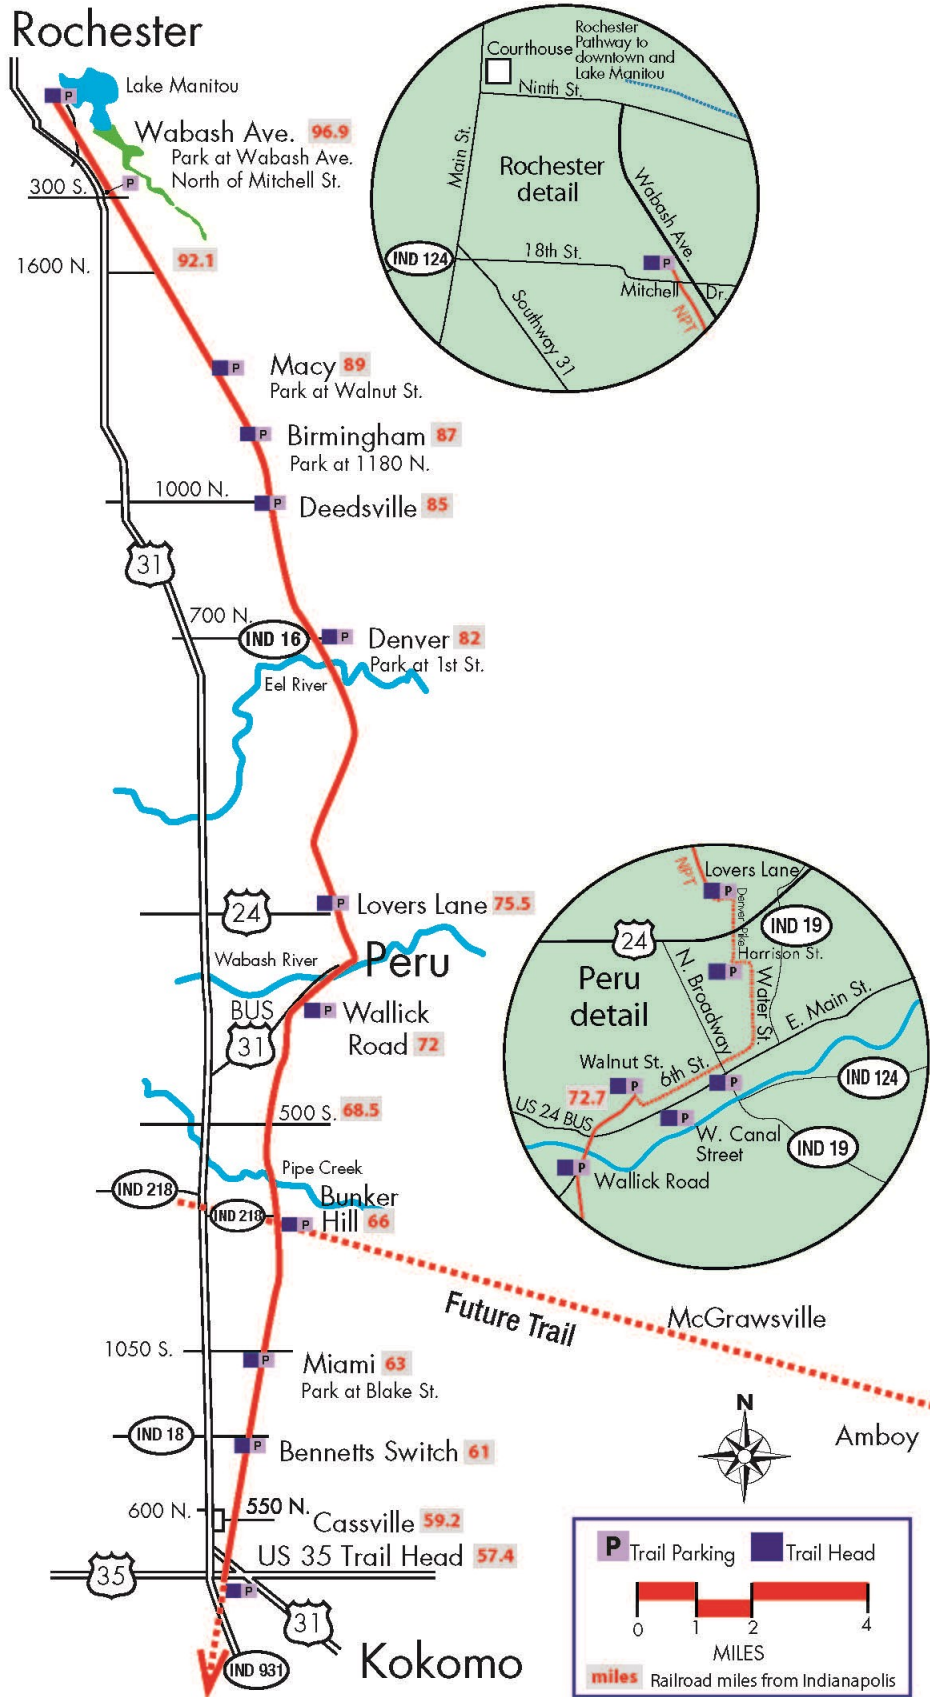 Rochester
Lake Manitou
P
Wabash Ave. 96.9
Park at Wabash Ave.
North of Mitchell St.
P
300 S.
1600 N.
92.1
P
Macy 89
Park at Walnut St.
P
Birmingham 87
Park at 1180 N.
1000 N.
P
Deedsville 85
31
700 N.
IND 16
P
Denver 82
Park at 1st St.
Eel River
24
P
Lovers Lane 75.5
Wabash River
Peru
BUS
31
P
Wallick
Road 72
500 S. 68.5
Pipe Creek
IND 218
IND 218
Bunker
P
Hill 66
Future Trail
McGrawsville
Amboy
1050 S.
P
Miami 63
Park at Blake St.
IND 18
P
Bennetts Switch 61
600 N.
550 N.
Cassville 59.2
US 35 Trail Head 57.4
35
P
31
IND 931
Kokomo
Courthouse
Rochester
Pathway to
downtown and
Lake Manitou
Ninth St.
Main St.
Rochester
detail
Wabash Ave.
IND 124
18th St.
P
Mitchell Dr.
NPT
Southway 31
NPT
Lovers Lane
P
Denver Pike
IND 19
24
Harrison St.
P
Peru
detail
N. Broadway
Water St.
E. Main St.
Walnut St.
P
6th St.
P
IND 124
72.7
US 24 BUS
P
W. Canal
Street
IND 19
P
Wallick Road
N
P Trail Parking
Trail Head
0 1 2 4
MILES
miles Railroad miles from Indianapolis